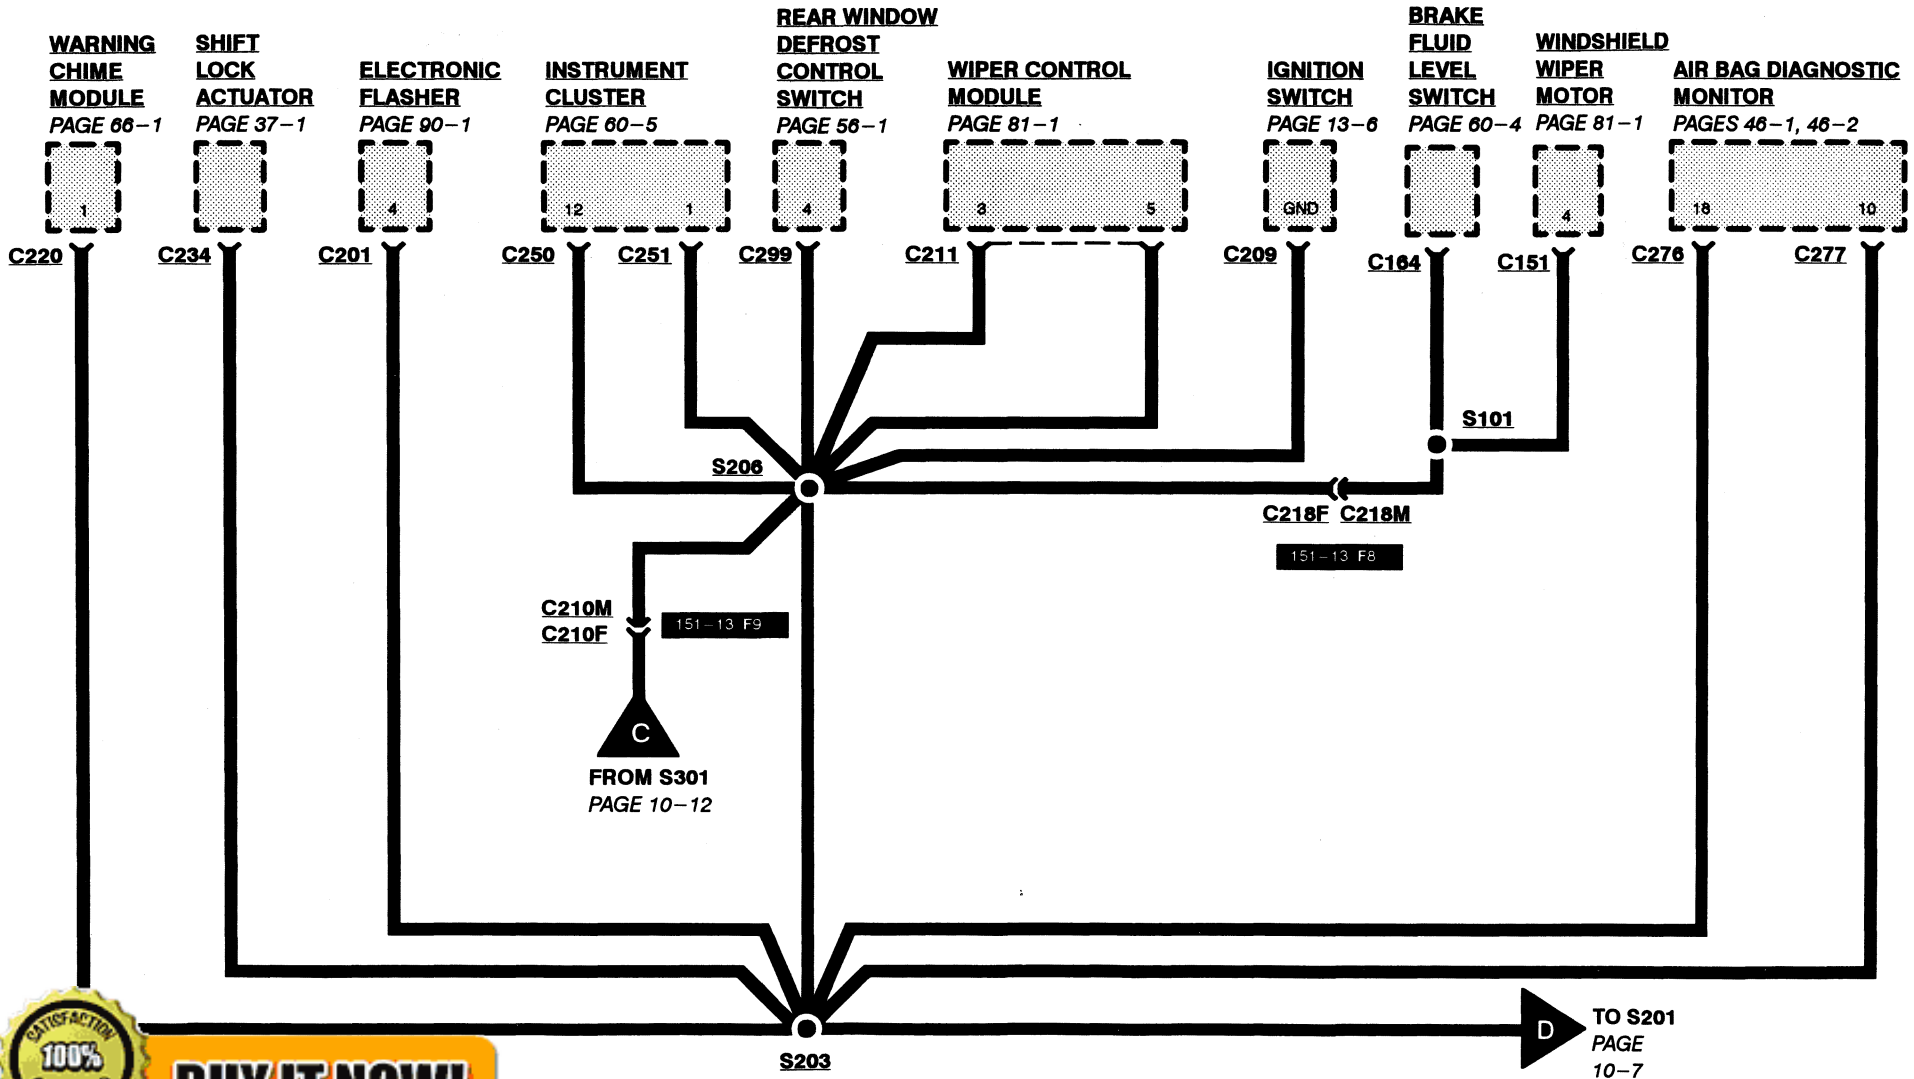 WARNING
CHIME
MODULE
PAGE 66-1
1
C220
SHIFT
LOCK
ACTUATOR
PAGE 37-1
C234
ELECTRONIC
FLASHER
PAGE 90-1
4
C201
INSTRUMENT
CLUSTER
PAGE 60-5
12 1
C250 C251
REAR WINDOW
DEFROST
CONTROL
SWITCH
PAGE 56-1
4
C299
WIPER CONTROL
MODULE
PAGE 81-1
3 5
C211
IGNITION
SWITCH
PAGE 13-6
GND
C209
BRAKE
FLUID
LEVEL
SWITCH
PAGE 60-4
C164
WINDSHIELD
WIPER
MOTOR
PAGE 81-1
4
C151
AIR BAG DIAGNOSTIC
MONITOR
PAGES 46-1, 46-2
18 10
C276 C277
S101
S206
C218F C218M
151-13 F8
C210M
C210F
151-13 F9
C
FROM S301
PAGE 10-12
D
TO S201
PAGE
10-7
S203
SATISFACTION
100%
BUY IT NOW!